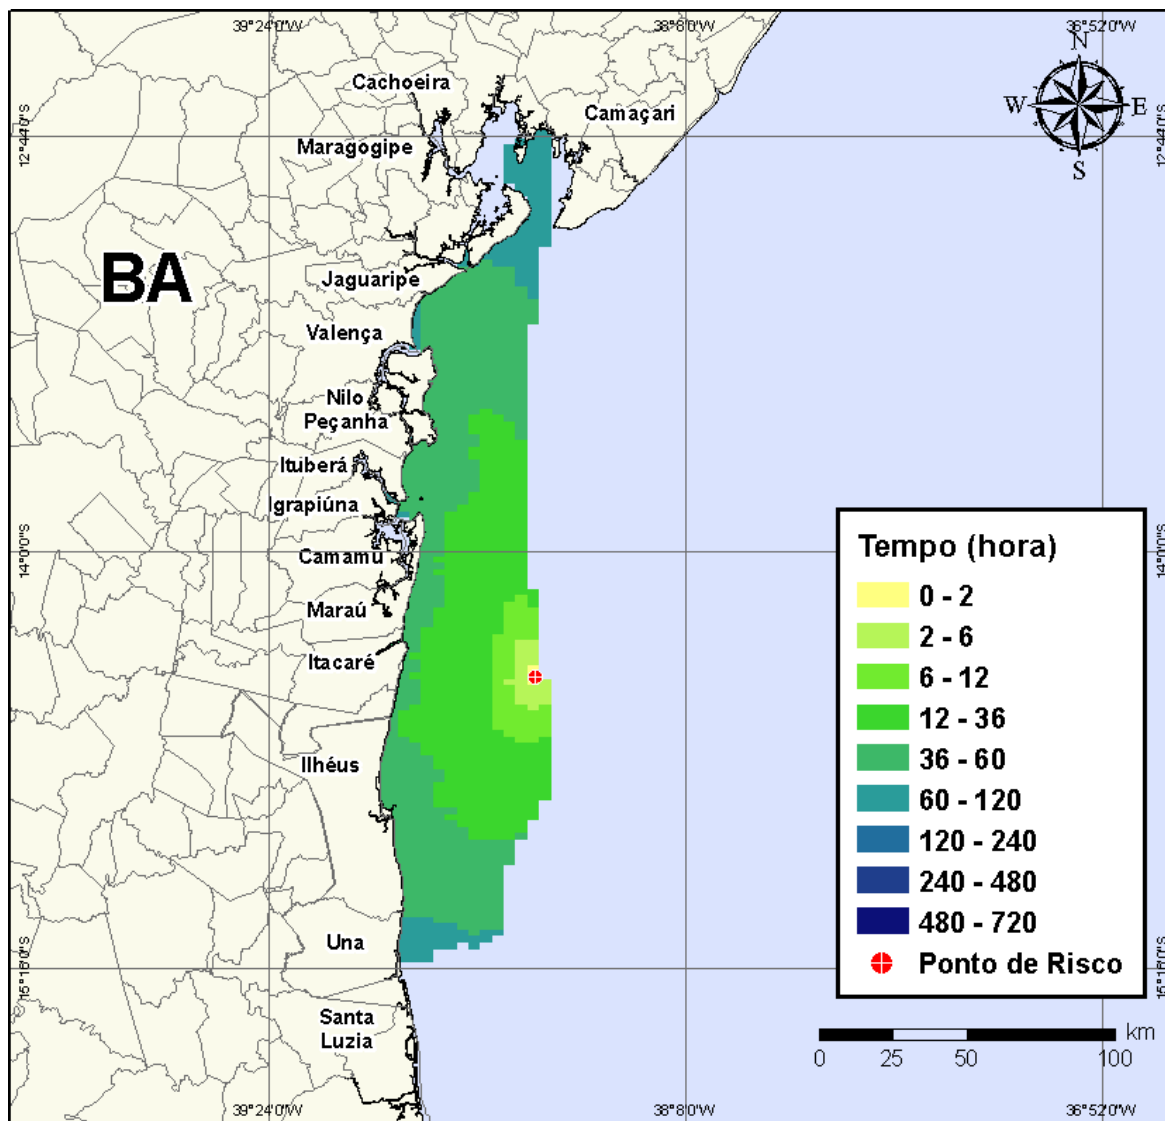 39°24'0"W
38°8'0"W
36°52'0"W
N
W
E
S
Cachoeira
Camaçari
12°44'0"S
12°44'0"S
Maragogipe
BA
Jaguaripe
Valença
Nilo
Peçanha
Ituberá
Igrapiúna
14°0'0"S
14°0'0"S
Camamú
Maraú
Itacaré
Ilhéus
Una
15°16'0"S
15°16'0"S
Santa
Luzia
Tempo (hora)
0 - 2
2 - 6
6 - 12
12 - 36
36 - 60
60 - 120
120 - 240
240 - 480
480 - 720
Ponto de Risco
km
0
25
50
100
39°24'0"W
38°8'0"W
36°52'0"W